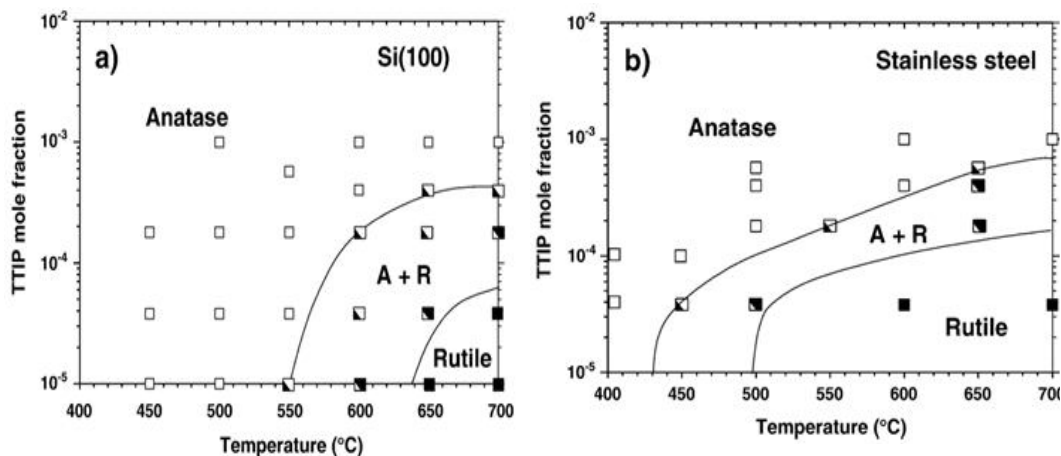 a)
Si(100)
Anatase
A + R
Rutile
TTIP mole fraction
10⁻²
10⁻³
10⁻⁴
10⁻⁵
400 450 500 550 600 650 700
Temperature (°C)
b)
Stainless steel
Anatase
A + R
Rutile
TTIP mole fraction
10⁻²
10⁻³
10⁻⁴
10⁻⁵
400 450 500 550 600 650 700
Temperature (°C)